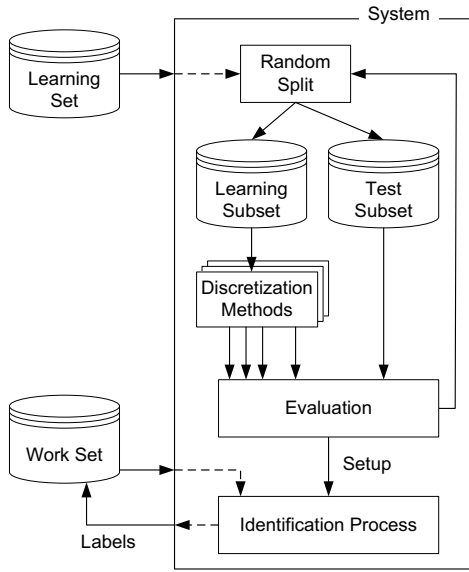 System
Learning
Set
Random
Split
Learning
Subset
Test
Subset
Discretization
Methods
Evaluation
Work Set
Setup
Identification Process
Labels